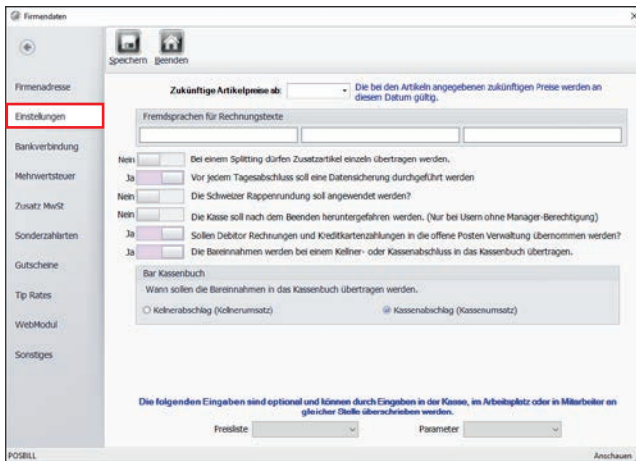 Firmendaten
Speichern Beenden
Firmenadresse
Einstellungen
Bankverbindung
Mehrwertsteuer
Zusatz MwSt
Sonderzahlarten
Gutscheine
Tip Rates
WebModul
Sonstiges
Zukünftige Artikelpreise ab:
Die bei den Artikeln angegebenen zukünftigen Preise werden an
diesem Datum gültig.
Fremdsprachen für Rechnungstexte
Nein Bei einem Splitting dürfen Zusatzartikel einzeln übertragen werden.
Ja Vor jedem Tagesabschluss soll eine Datensicherung durchgeführt werden
Nein Die Schweizer Rappenrundung soll angewendet werden?
Nein Die Kasse soll nach dem Beenden heruntergefahren werden. (Nur bei Usern ohne Manager-Berechtigung)
Ja Sollen Debitor Rechnungen und Kreditkartenzahlungen in die offene Posten Verwaltung übernommen werden?
Ja Die Bareinnahmen werden bei einem Kellner- oder Kassenabschluss in das Kassenbuch übertragen.
Bar Kassenbuch
Wann sollen die Bareinnahmen in das Kassenbuch übertragen werden.
Kellnerabschlag (Kellnerumsatz) Kassenabschlag (Kassenumsatz)
Die folgenden Eingaben sind optional und können durch Eingaben in der Kasse, im Arbeitsplatz oder in Mitarbeiter an
gleicher Stelle überschrieben werden.
Preisliste Parameter
POSBILL Anschauen